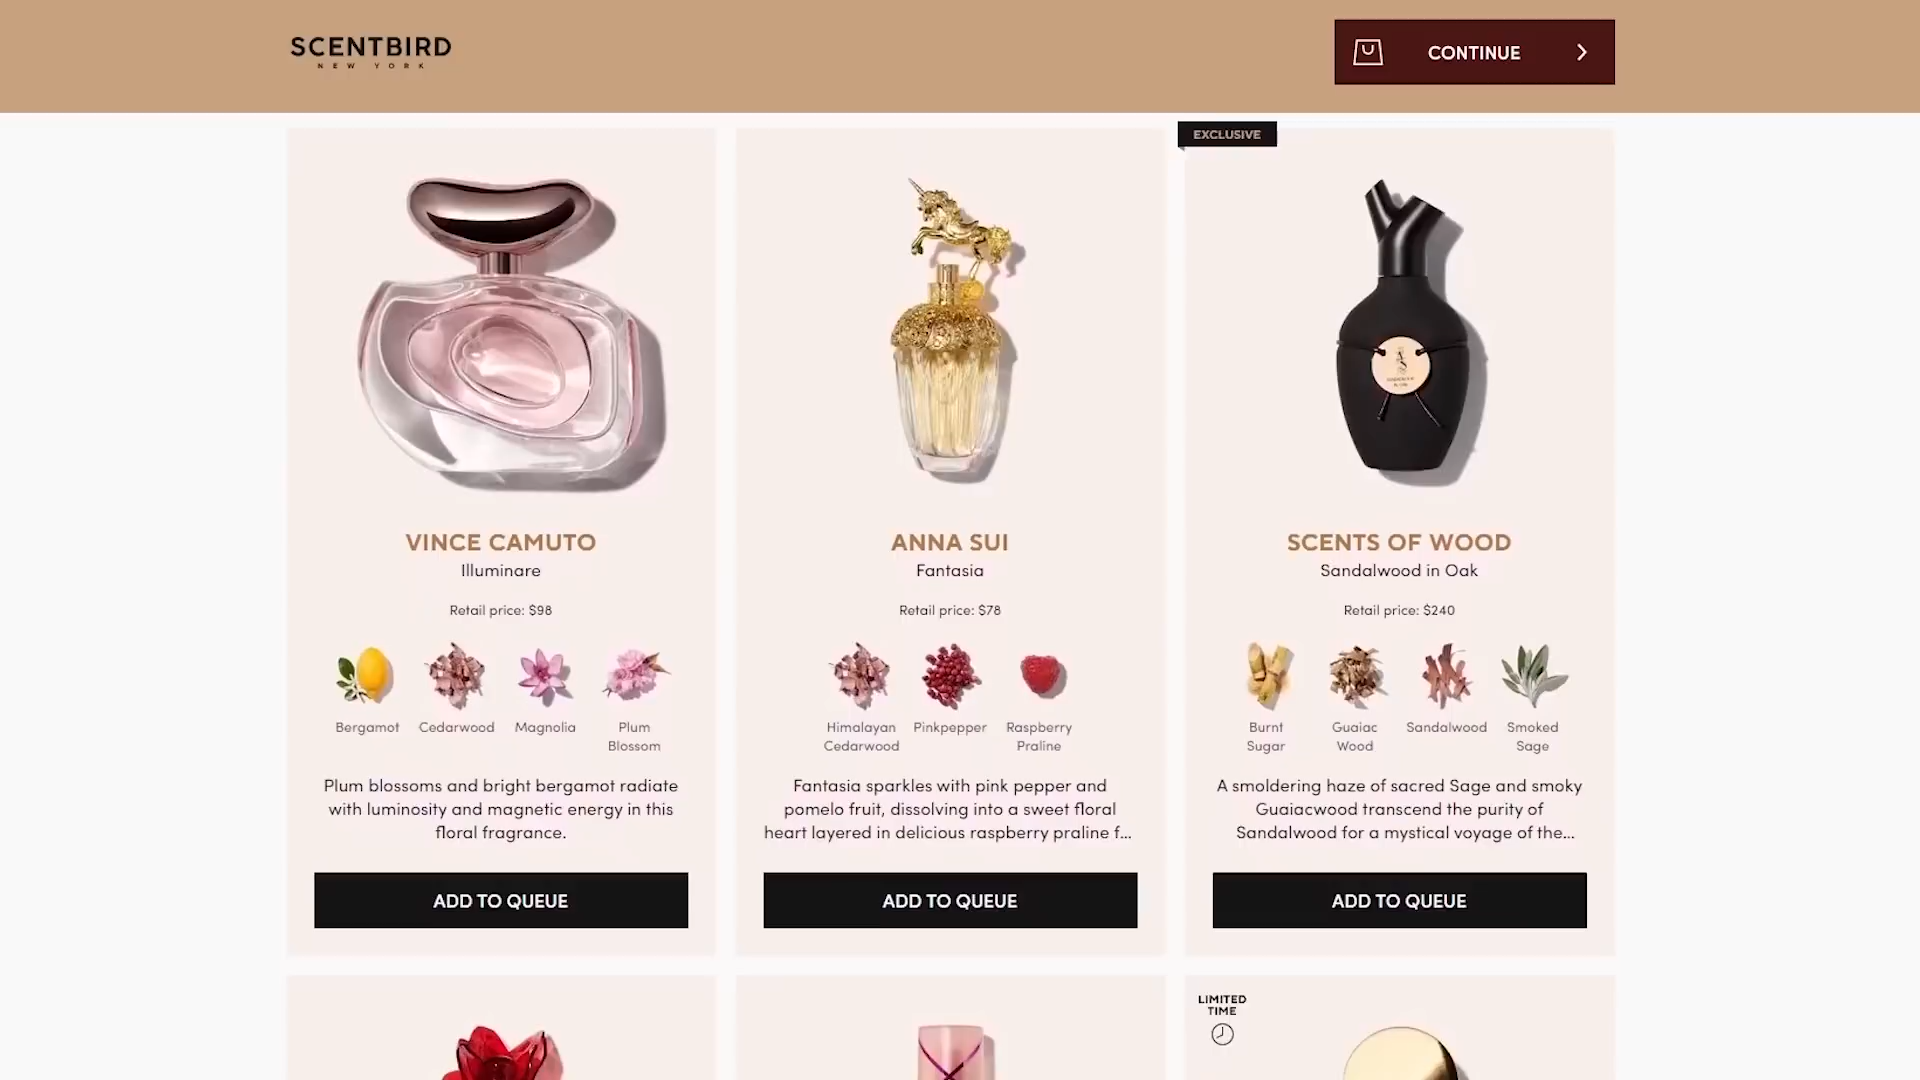 SCENTBIRD
NEW YORK
CONTINUE
EXCLUSIVE
VINCE CAMUTO
Illuminare
Retail price: $98
Bergamot
Cedarwood
Magnolia
Plum
Blossom
Plum blossoms and bright bergamot radiate
with luminosity and magnetic energy in this
floral fragrance.
ADD TO QUEUE
ANNA SUI
Fantasia
Retail price: $78
Himalayan
Cedarwood
Pinkpepper
Raspberry
Praline
Fantasia sparkles with pink pepper and
pomelo fruit, dissolving into a sweet floral
heart layered in delicious raspberry praline f...
ADD TO QUEUE
SCENTS OF WOOD
Sandalwood in Oak
Retail price: $240
Burnt
Sugar
Guaiac
Wood
Sandalwood
Smoked
Sage
A smoldering haze of sacred Sage and smoky
Guaiacwood transcend the purity of
Sandalwood for a mystical voyage of the...
ADD TO QUEUE
LIMITED
TIME